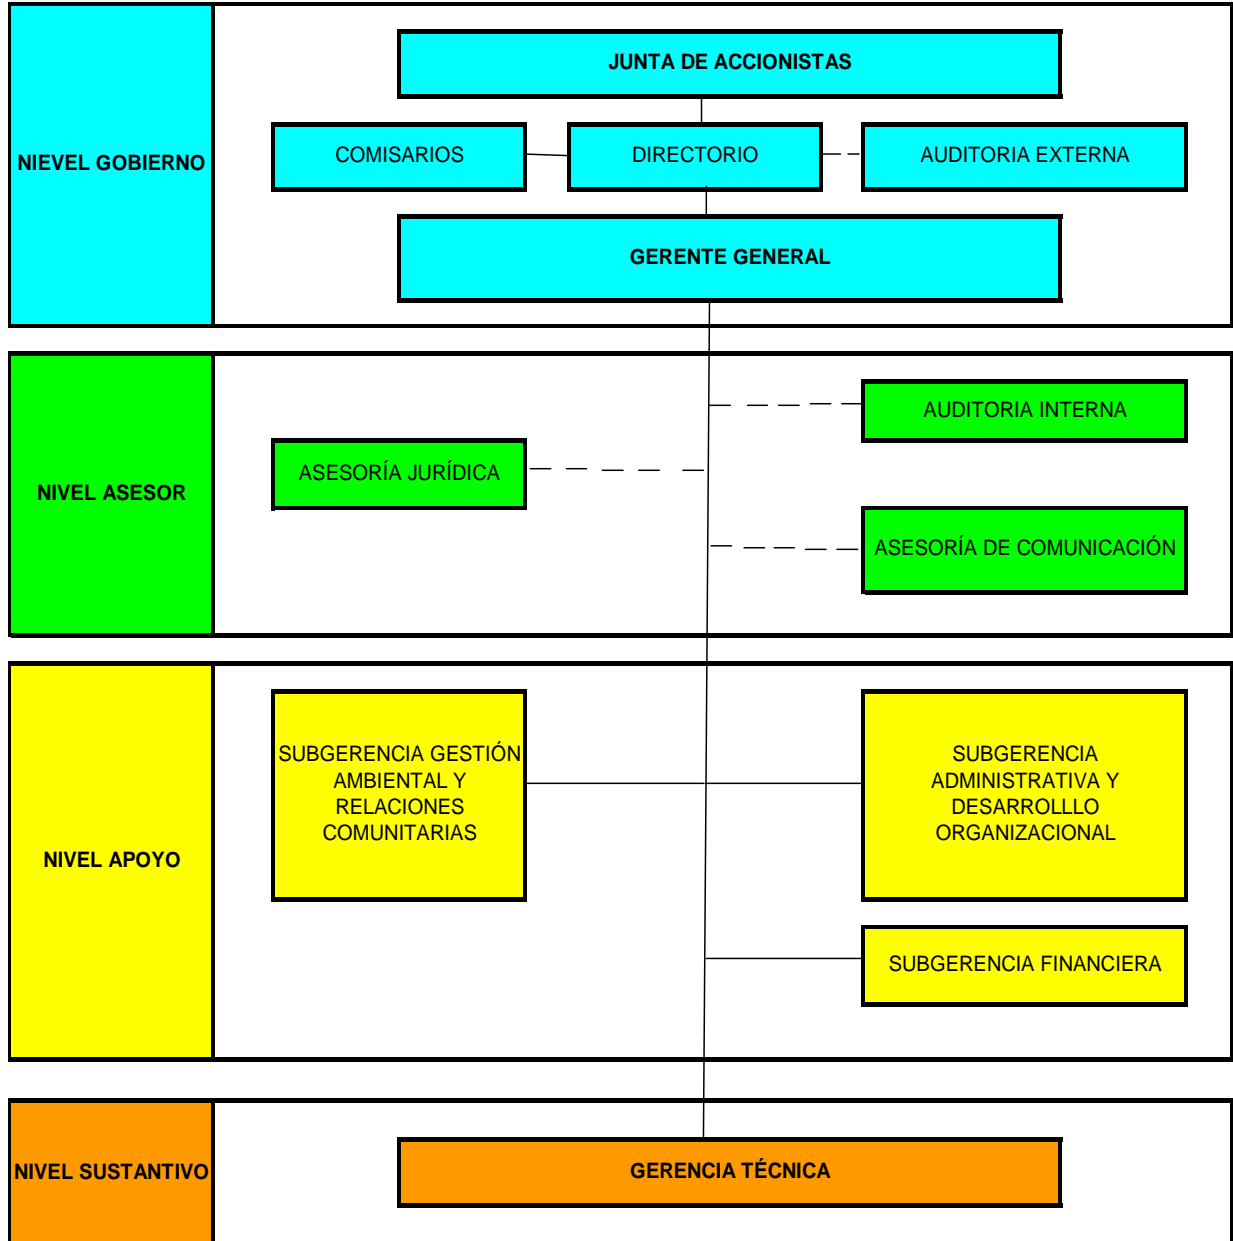 NIEVEL GOBIERNO
JUNTA DE ACCIONISTAS
COMISARIOS
DIRECTORIO
AUDITORIA EXTERNA
GERENTE GENERAL
NIVEL ASESOR
AUDITORIA INTERNA
ASESORÍA JURÍDICA
ASESORÍA DE COMUNICACIÓN
NIVEL APOYO
SUBGERENCIA GESTIÓN
AMBIENTAL Y
RELACIONES
COMUNITARIAS
SUBGERENCIA
ADMINISTRATIVA Y
DESARROLLLO
ORGANIZACIONAL
SUBGERENCIA FINANCIERA
NIVEL SUSTANTIVO
GERENCIA TÉCNICA